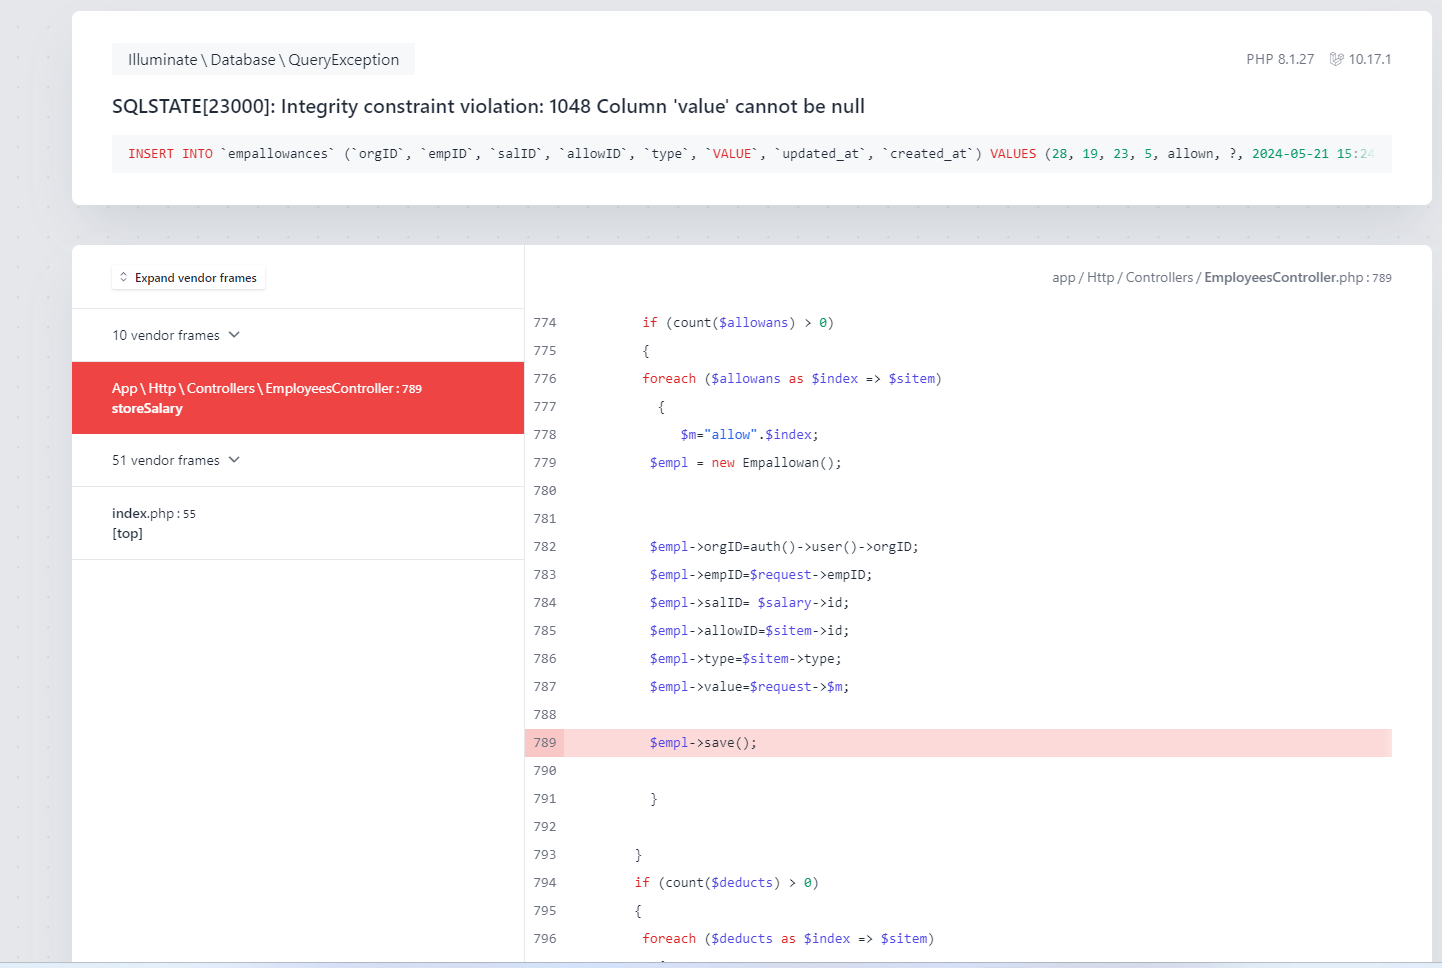 Illuminate\Database\QueryException
PHP 8.1.27 10.17.1
SQLSTATE[23000]: Integrity constraint violation: 1048 Column 'value' cannot be null
INSERT INTO `empallowances` (`orgID`, `empID`, `salID`, `allowID`, `type`, `VALUE`, `updated_at`, `created_at`) VALUES (28, 19, 23, 5, allown, ?, 2024-05-21 15:24
Expand vendor frames
10 vendor frames
App\Http\Controllers\EmployeesController:789
storeSalary
51 vendor frames
index.php:55
[top]
app/Http/Controllers/EmployeesController.php:789
774 if (count($allowans) > 0)
775 {
776 foreach ($allowans as $index => $sitem)
777 {
778 $m="allow".$index;
779 $empl = new Empallowan();
780
781
782 $empl->orgID=auth()->user()->orgID;
783 $empl->empID=$request->empID;
784 $empl->salID= $salary->id;
785 $empl->allowID=$sitem->id;
786 $empl->type=$sitem->type;
787 $empl->value=$request->$m;
788
789 $empl->save();
790
791 }
792
793 }
794 if (count($deducts) > 0)
795 {
796 foreach ($deducts as $index => $sitem)